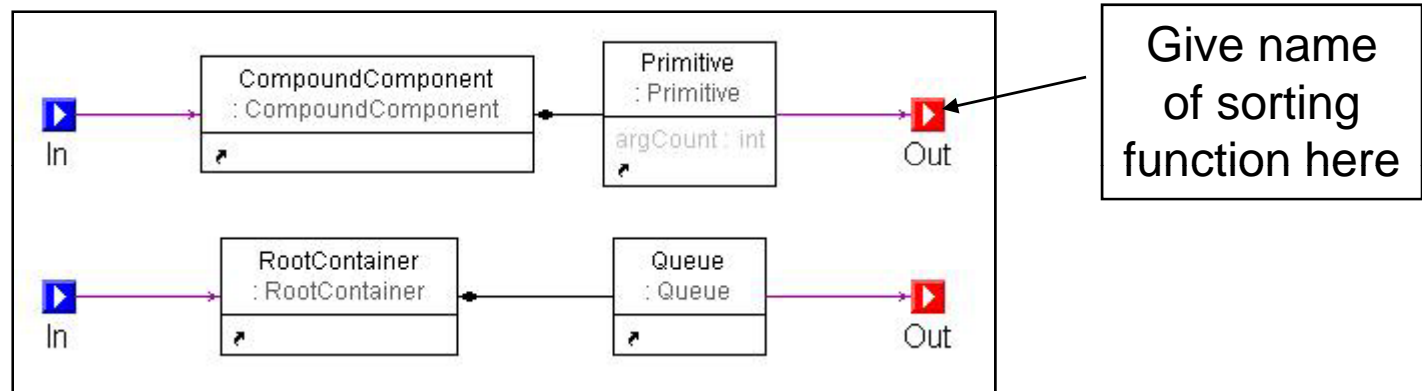 CompoundComponent
: CompoundComponent
Primitive
: Primitive
argCount : int
In
Out
RootContainer
: RootContainer
Queue
: Queue
In
Out
Give name
of sorting
function here